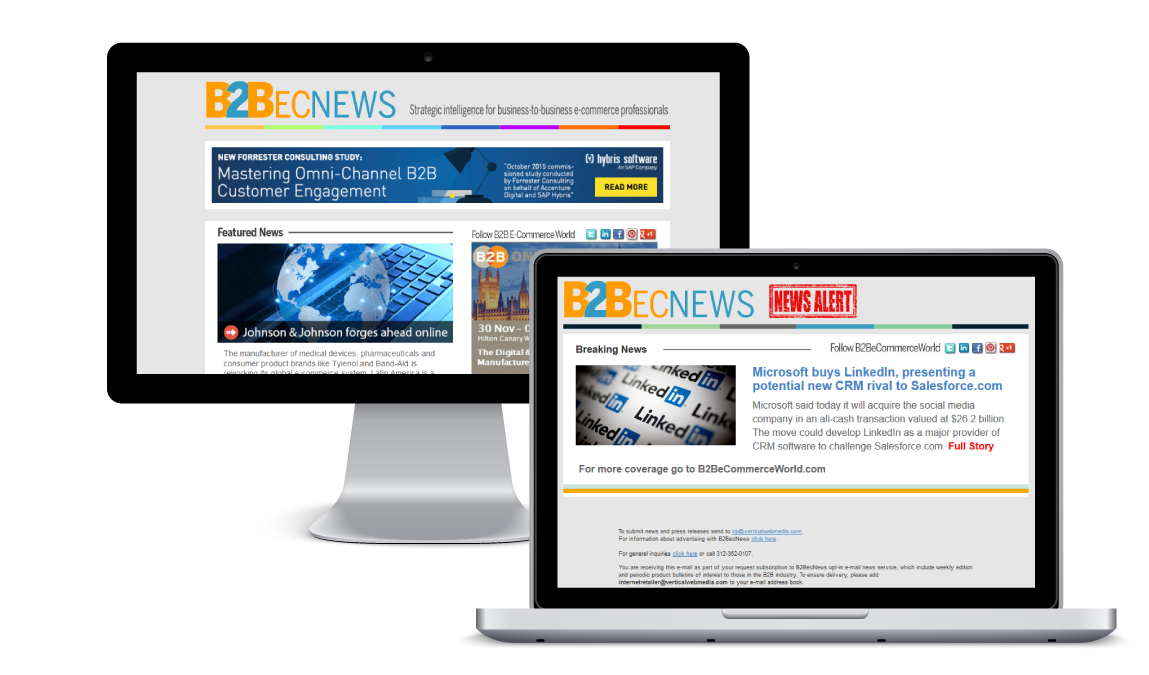 B2BECNEWS Strategic intelligence for business-to-business e-commerce professionals
NEW FORRESTER CONSULTING STUDY:
Mastering Omni-Channel B2B
Customer Engagement
"October 2015 commis-
sioned study conducted
by Forrester Consulting
on behalf of Accenture
Digital and SAP Hybris"
(•) hybris software
An SAP Company
READ MORE
Featured News
Johnson & Johnson forges ahead online
The manufacturer of medical devices, pharmaceuticals and
consumer product brands like Tylenol and Band-Aid is
reworking its global e-commerce system. Latin America is a
Follow B2B E-Commerce World
B2B ON
30 Nov –
Hilton Canary W
The Digital &
Manufacture
B2BECNEWS NEWS ALERT
Breaking News
Follow B2BeCommerceWorld
Linked in
Microsoft buys LinkedIn, presenting a
potential new CRM rival to Salesforce.com
Microsoft said today it will acquire the social media
company in an all-cash transaction valued at $26.2 billion.
The move could develop LinkedIn as a major provider of
CRM software to challenge Salesforce.com. Full Story
For more coverage go to B2BeCommerceWorld.com
To submit news and press releases send to @verticalwebmedia.com.
For information about advertising with B2BecNews click here.
For general inquiries click here or call 312-362-0107.
You are receiving this e-mail as part of your request subscription to B2BecNews opt-in e-mail news service, which include weekly edition
and periodic product bulletins of interest to those in the B2B industry. To ensure delivery, please add
internetretailer@verticalwebmedia.com to your e-mail address book.